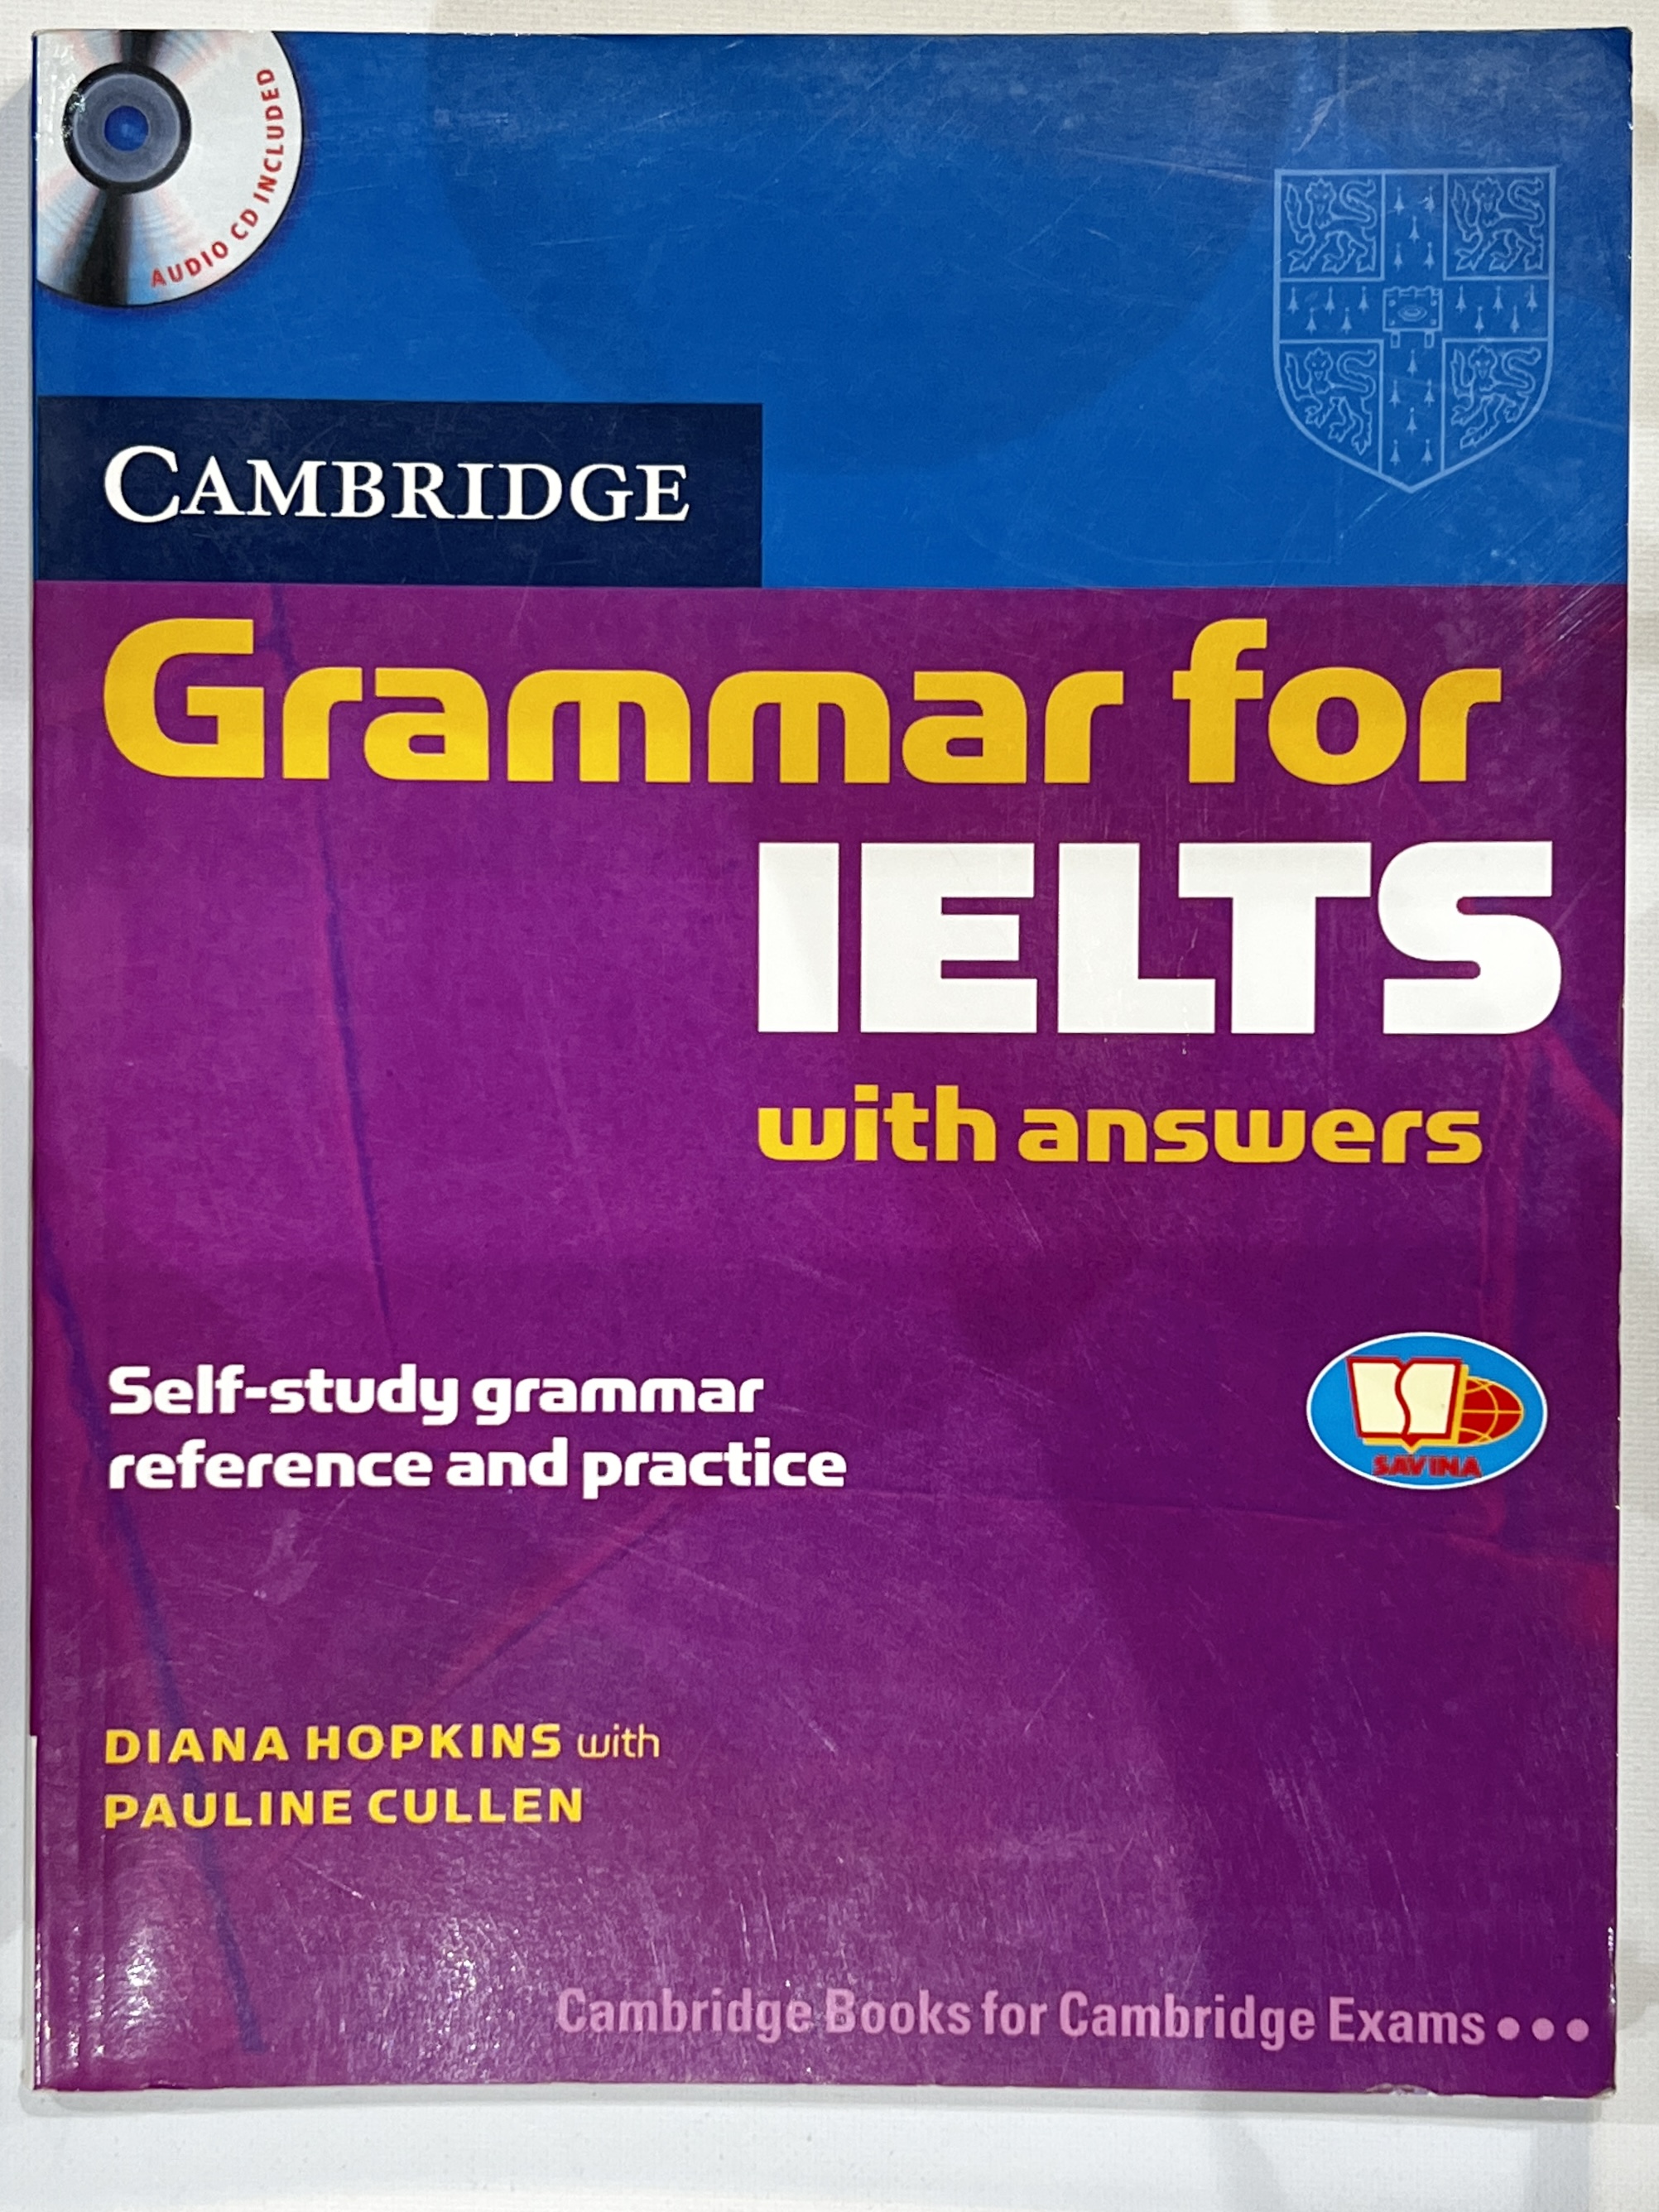 AUDIO CD INCLUDED
CAMBRIDGE
Grammar for
IELTS
with answers
Self-study grammar
reference and practice
SAVINA
DIANA HOPKINS with
PAULINE CULLEN
Cambridge Books for Cambridge Exams •••